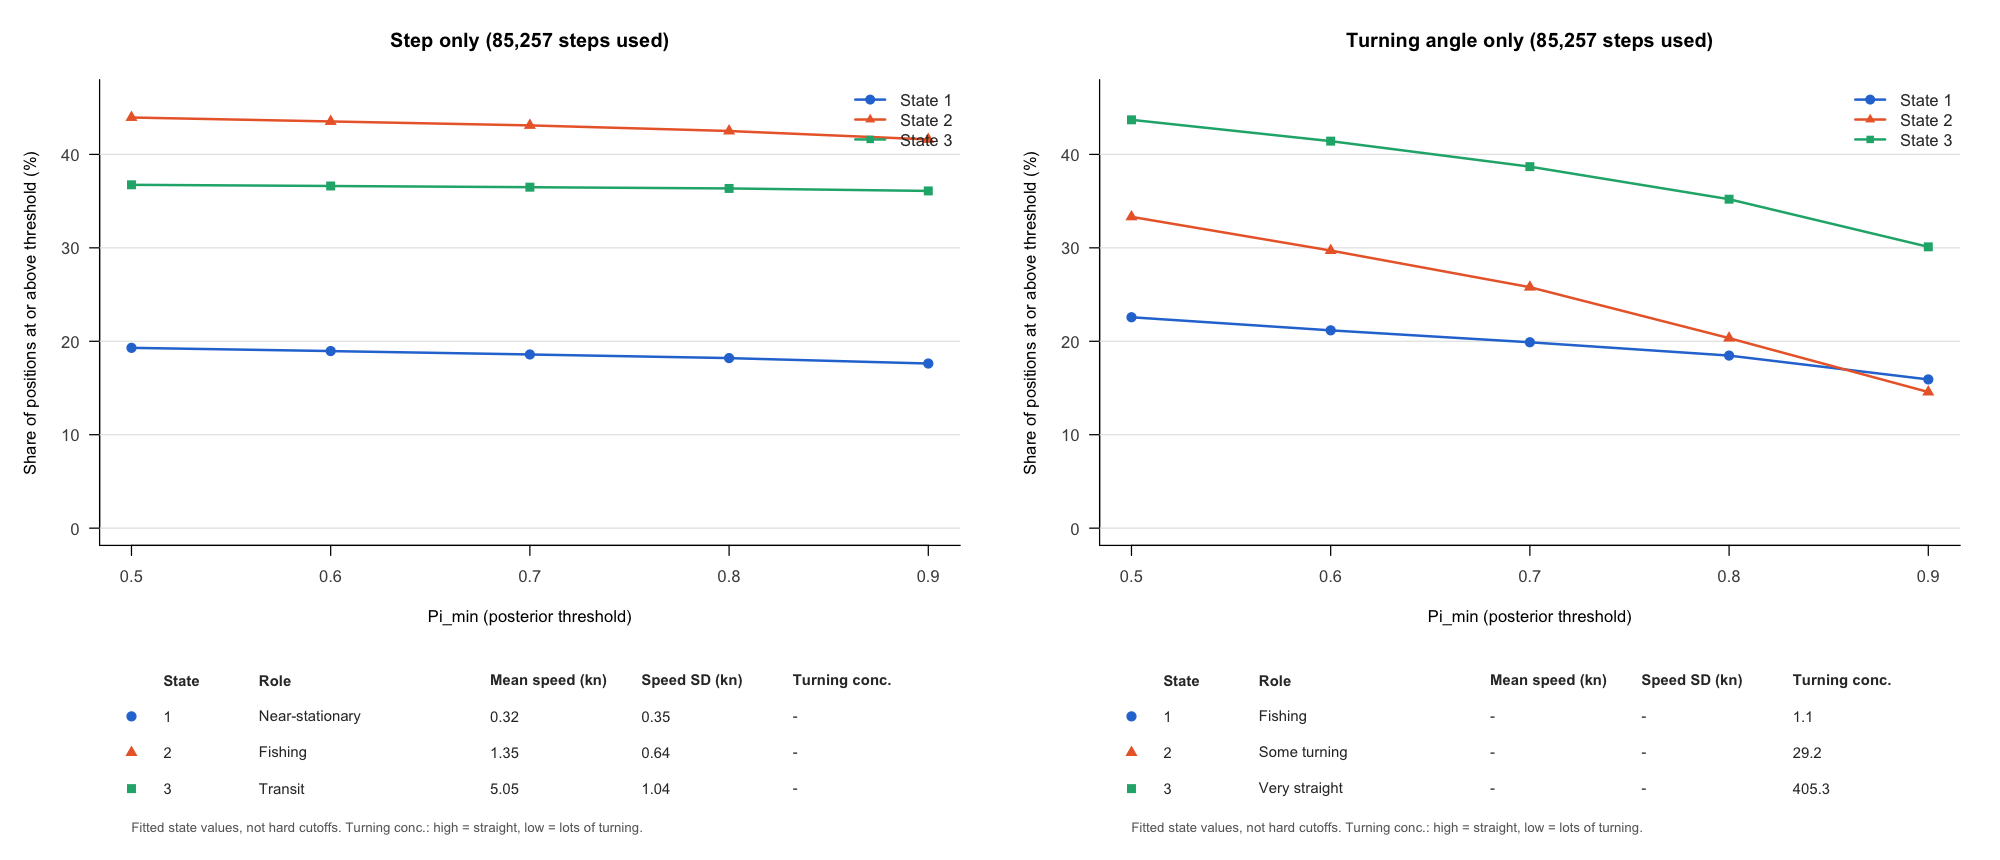 Step only (85,257 steps used)
State 1
State 2
State 3
Share of positions at or above threshold (%)
40
30
20
10
0
0.5 0.6 0.7 0.8 0.9
Pi_min (posterior threshold)
State Role Mean speed (kn) Speed SD (kn) Turning conc.
1 Near-stationary 0.32 0.35 -
2 Fishing 1.35 0.64 -
3 Transit 5.05 1.04 -
Fitted state values, not hard cutoffs. Turning conc.: high = straight, low = lots of turning.
Turning angle only (85,257 steps used)
State 1
State 2
State 3
Share of positions at or above threshold (%)
40
30
20
10
0
0.5 0.6 0.7 0.8 0.9
Pi_min (posterior threshold)
State Role Mean speed (kn) Speed SD (kn) Turning conc.
1 Fishing - - 1.1
2 Some turning - - 29.2
3 Very straight - - 405.3
Fitted state values, not hard cutoffs. Turning conc.: high = straight, low = lots of turning.